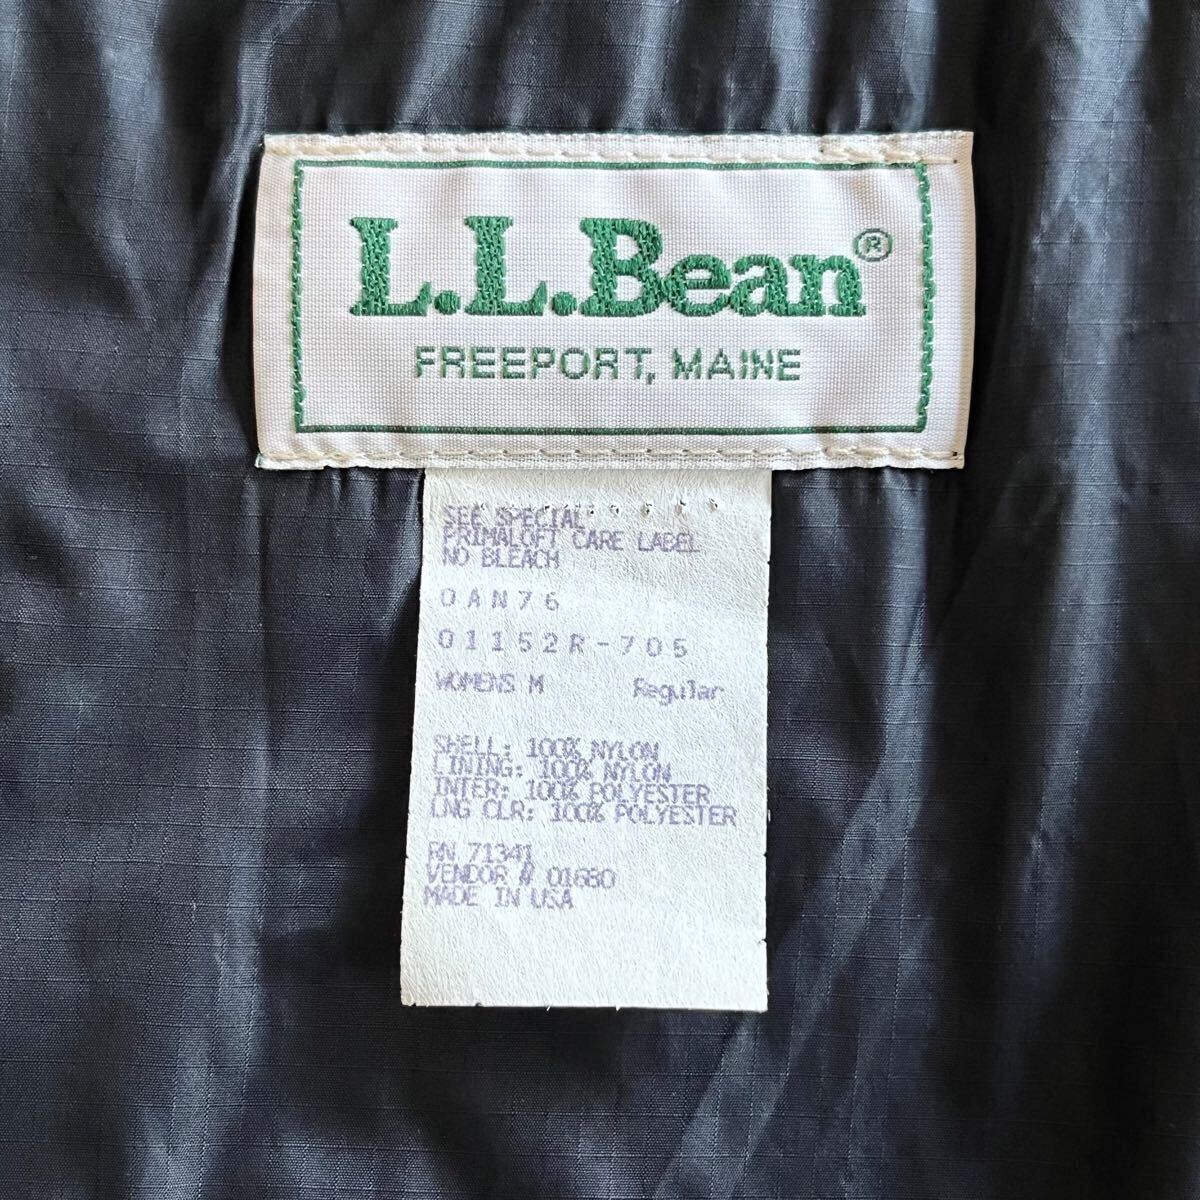 L.L.Bean®
FREEPORT, MAINE
SEE SPECIAL
PRIMALOFT CARE LABEL
NO BLEACH
OAN76
01152R-705
WOMENS M Regular
SHELL: 100% NYLON
LINING: 100% NYLON
INTER: 100% POLYESTER
LNG CLR: 100% POLYESTER
RN 71341
VENDOR # 01680
MADE IN USA